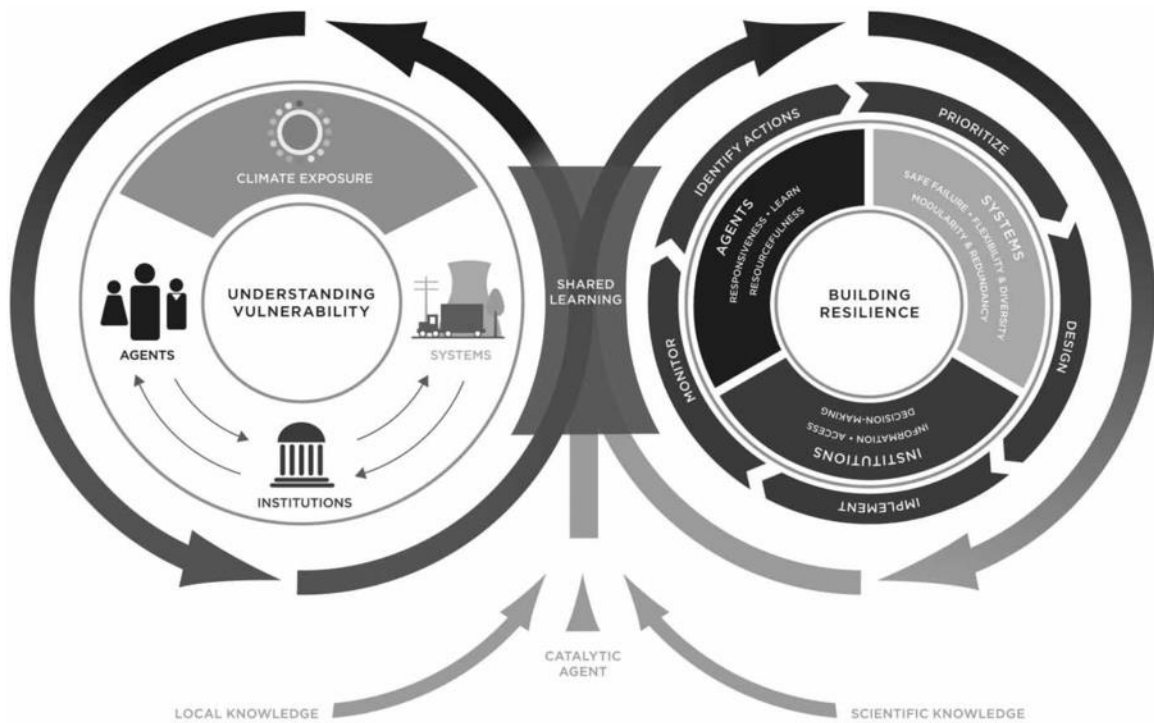 CLIMATE EXPOSURE
UNDERSTANDING
VULNERABILITY
AGENTS
SYSTEMS
INSTITUTIONS
SHARED
LEARNING
IDENTIFY ACTIONS
PRIORITIZE
DESIGN
IMPLEMENT
MONITOR
AGENTS
RESPONSIVENESS • LEARN
RESOURCEFULNESS
SYSTEMS
SAFE FAILURE • FLEXIBILITY & DIVERSITY
MODULARITY & REDUNDANCY
BUILDING
RESILIENCE
INSTITUTIONS
INFORMATION • ACCESS
DECISION-MAKING
CATALYTIC
AGENT
LOCAL KNOWLEDGE
SCIENTIFIC KNOWLEDGE